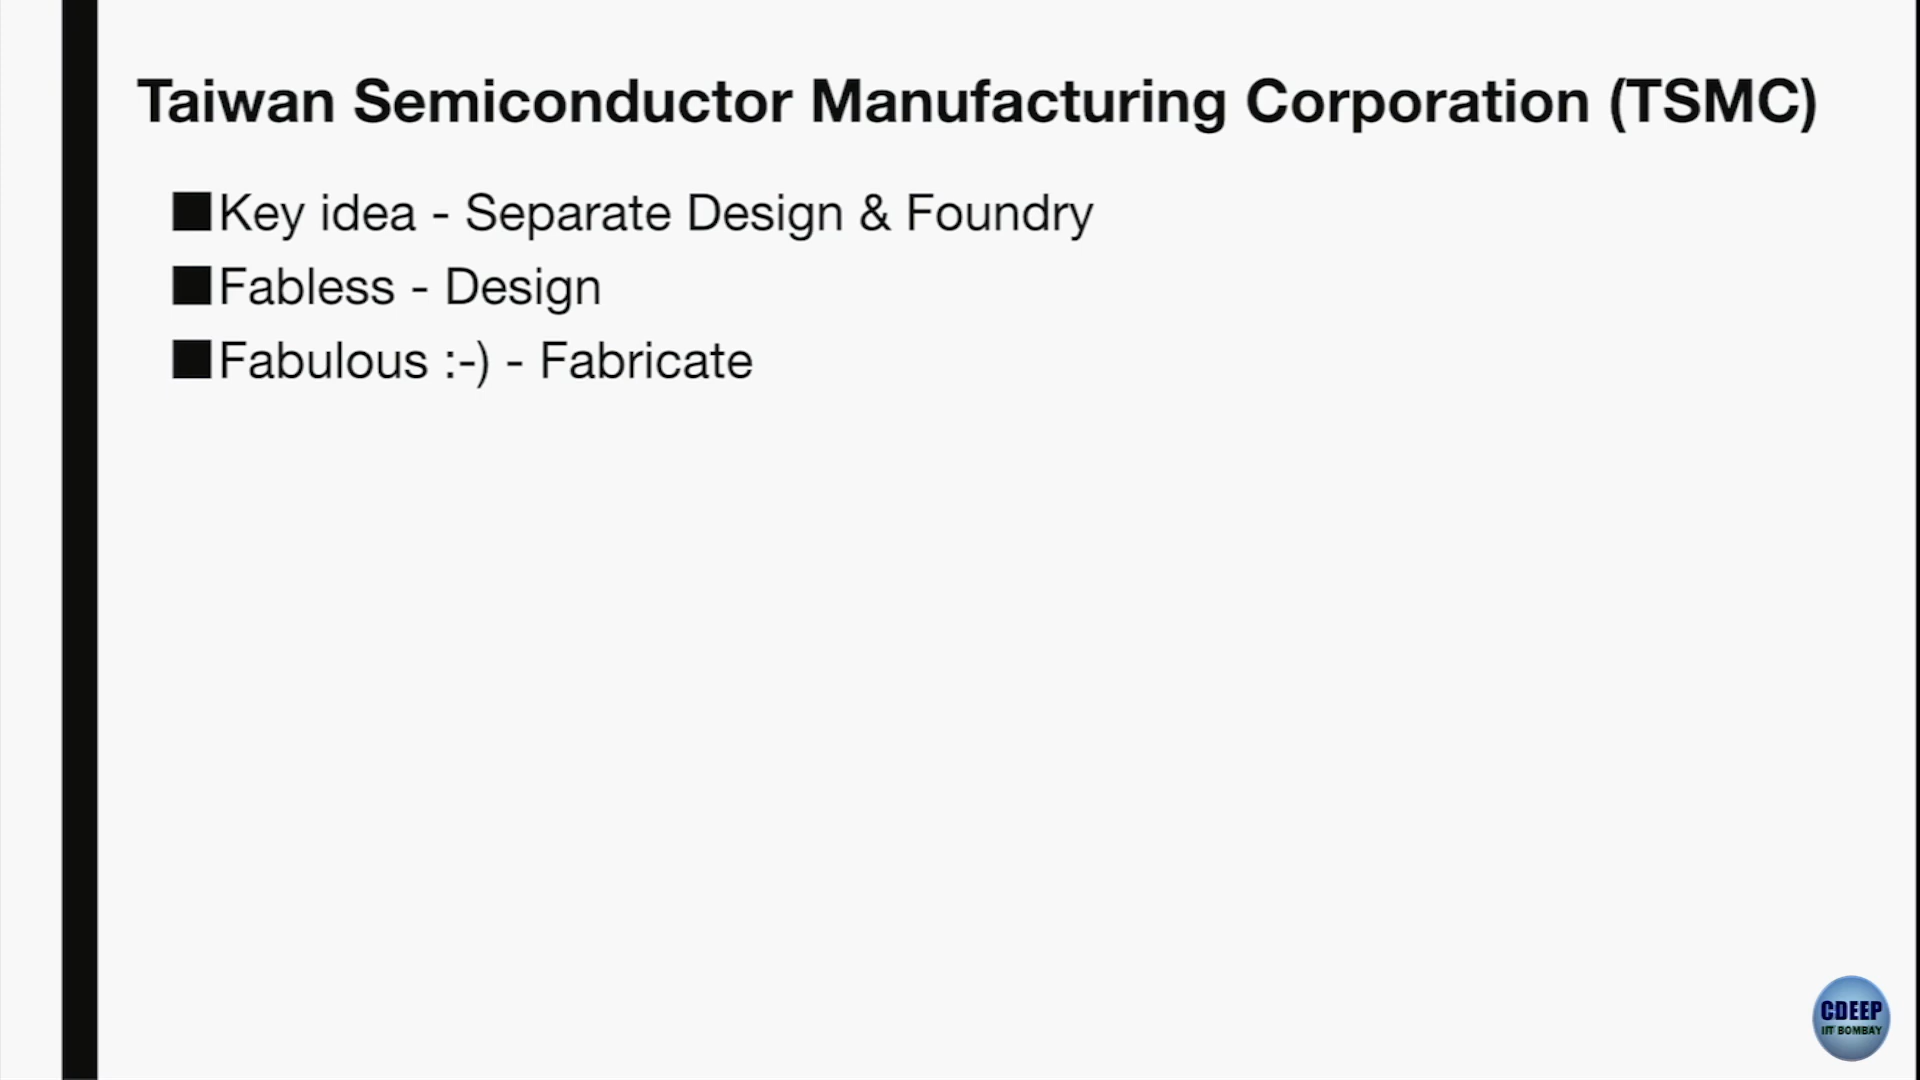 Taiwan Semiconductor Manufacturing Corporation (TSMC)
Key idea - Separate Design & Foundry
Fabless - Design
Fabulous :-) - Fabricate
CDEEP
IIT BOMBAY